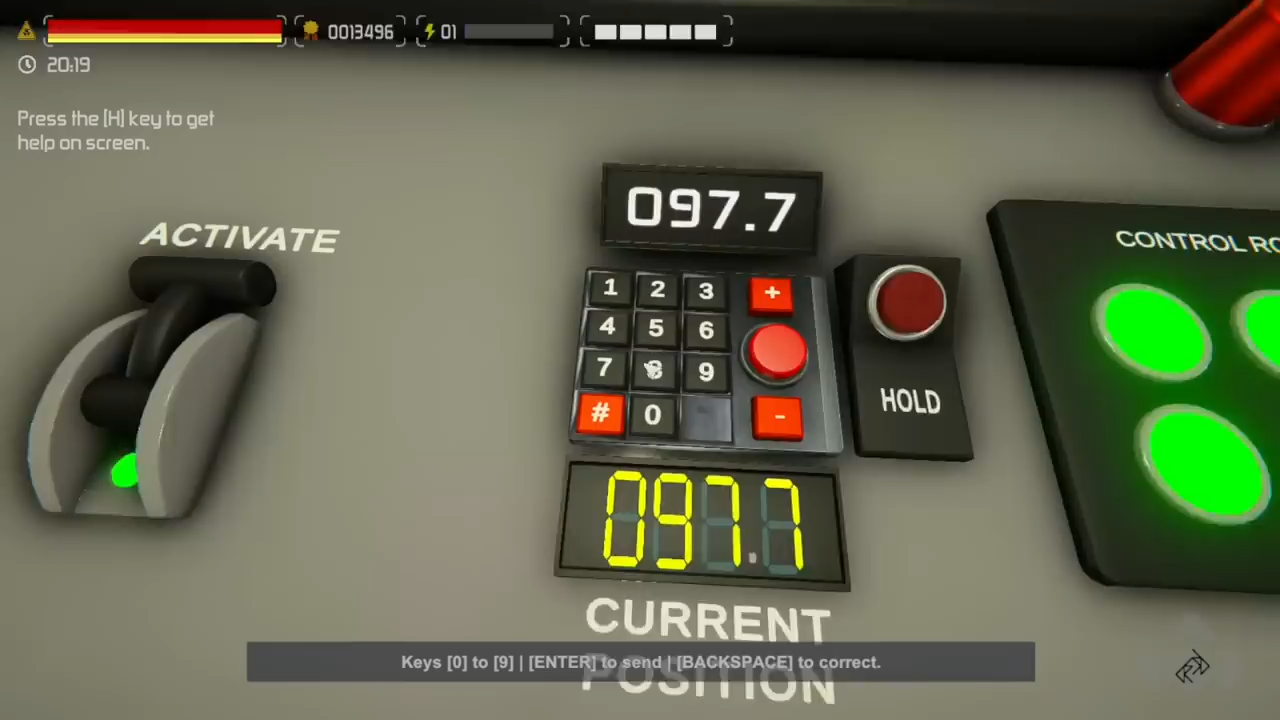 0013496
01
20:19
Press the [H] key to get
help on screen.
ACTIVATE
097.7
1 2 3 +
4 5 6
7 8 9
# 0 -
HOLD
CONTROL RO
097.7
CURRENT
POSITION
Keys [0] to [9] | [ENTER] to send | [BACKSPACE] to correct.